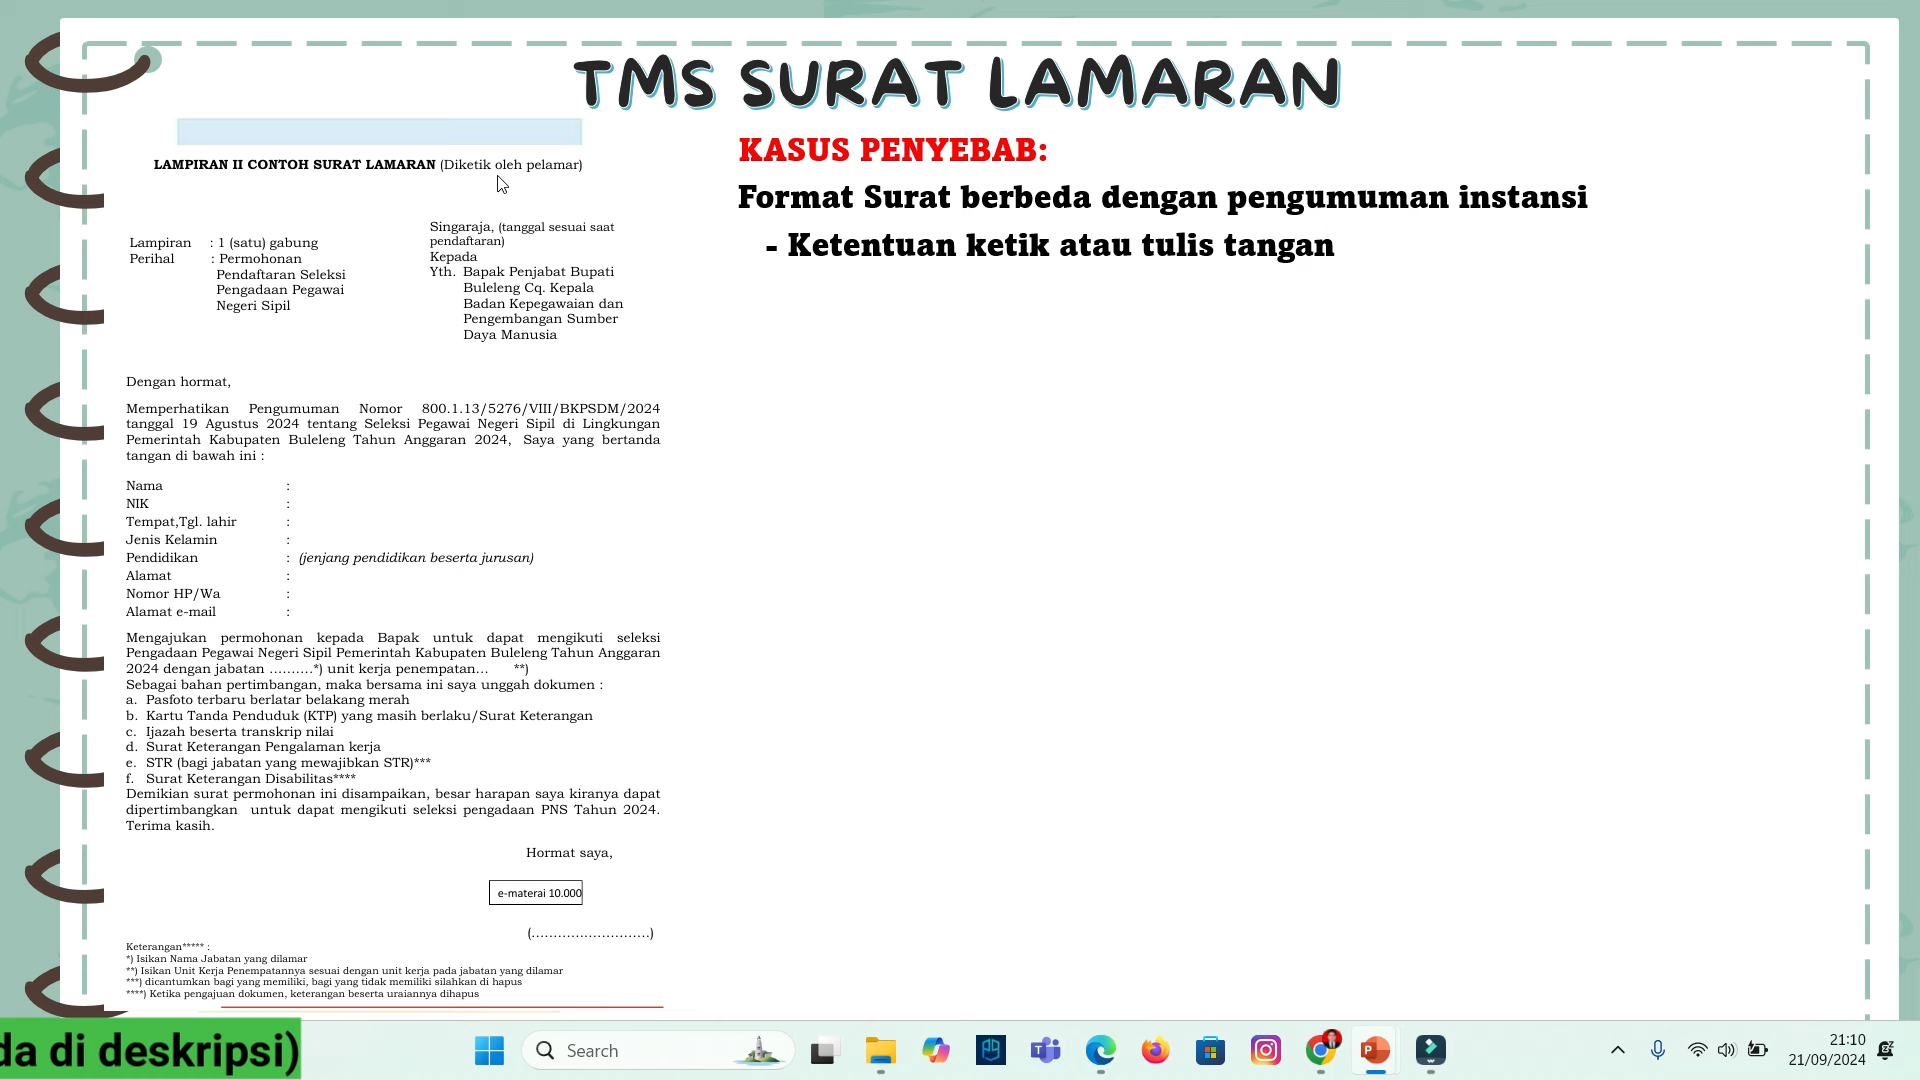 TMS SURAT LAMARAN
LAMPIRAN II CONTOH SURAT LAMARAN (Diketik oleh pelamar)
Singaraja, (tanggal sesuai saat
pendaftaran)
Kepada
Yth. Bapak Penjabat Bupati
Buleleng Cq. Kepala
Badan Kepegawaian dan
Pengembangan Sumber
Daya Manusia
Lampiran : 1 (satu) gabung
Perihal : Permohonan
Pendaftaran Seleksi
Pengadaan Pegawai
Negeri Sipil
Dengan hormat,
Memperhatikan Pengumuman Nomor 800.1.13/5276/VIII/BKPSDM/2024
tanggal 19 Agustus 2024 tentang Seleksi Pegawai Negeri Sipil di Lingkungan
Pemerintah Kabupaten Buleleng Tahun Anggaran 2024, Saya yang bertanda
tangan di bawah ini :
Nama :
NIK :
Tempat,Tgl. lahir :
Jenis Kelamin :
Pendidikan : (jenjang pendidikan beserta jurusan)
Alamat :
Nomor HP/Wa :
Alamat e-mail :
Mengajukan permohonan kepada Bapak untuk dapat mengikuti seleksi
Pengadaan Pegawai Negeri Sipil Pemerintah Kabupaten Buleleng Tahun Anggaran
2024 dengan jabatan ..........*) unit kerja penempatan... **)
Sebagai bahan pertimbangan, maka bersama ini saya unggah dokumen :
a. Pasfoto terbaru berlatar belakang merah
b. Kartu Tanda Penduduk (KTP) yang masih berlaku/Surat Keterangan
c. Ijazah beserta transkrip nilai
d. Surat Keterangan Pengalaman kerja
e. STR (bagi jabatan yang mewajibkan STR)***
f. Surat Keterangan Disabilitas****
Demikian surat permohonan ini disampaikan, besar harapan saya kiranya dapat
dipertimbangkan untuk dapat mengikuti seleksi pengadaan PNS Tahun 2024.
Terima kasih.
Hormat saya,
e-materai 10.000
(...........................)
Keterangan***** :
*) Isikan Nama Jabatan yang dilamar
**) Isikan Unit Kerja Penempatannya sesuai dengan unit kerja pada jabatan yang dilamar
***) dicantumkan bagi yang memiliki, bagi yang tidak memiliki silahkan di hapus
****) Ketika pengajuan dokumen, keterangan beserta uraiannya dihapus
KASUS PENYEBAB:
Format Surat berbeda dengan pengumuman instansi
- Ketentuan ketik atau tulis tangan
da di deskripsi)
Search
21:10
21/09/2024